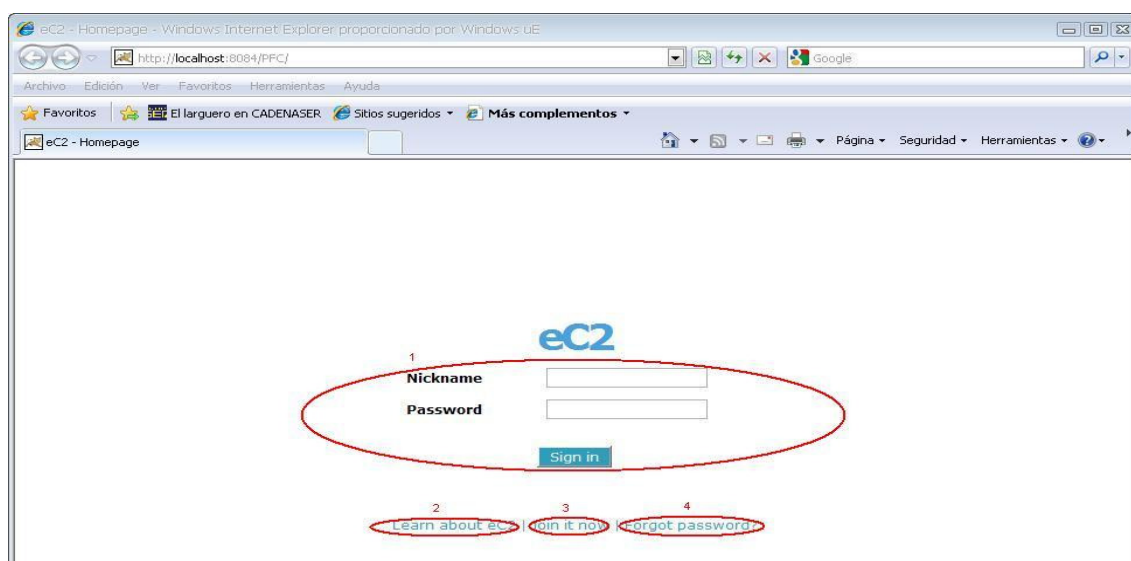 eC2 - Homepage - Windows Internet Explorer proporcionado por Windows uE
http://localhost:8084/PFC/ Google
Archivo Edición Ver Favoritos Herramientas Ayuda
Favoritos El larguero en CADENASER Sitios sugeridos Más complementos
eC2 - Homepage Página Seguridad Herramientas
eC2
1
Nickname
Password
Sign in
2 3 4
Learn about eC2 | Join it now | Forgot password?